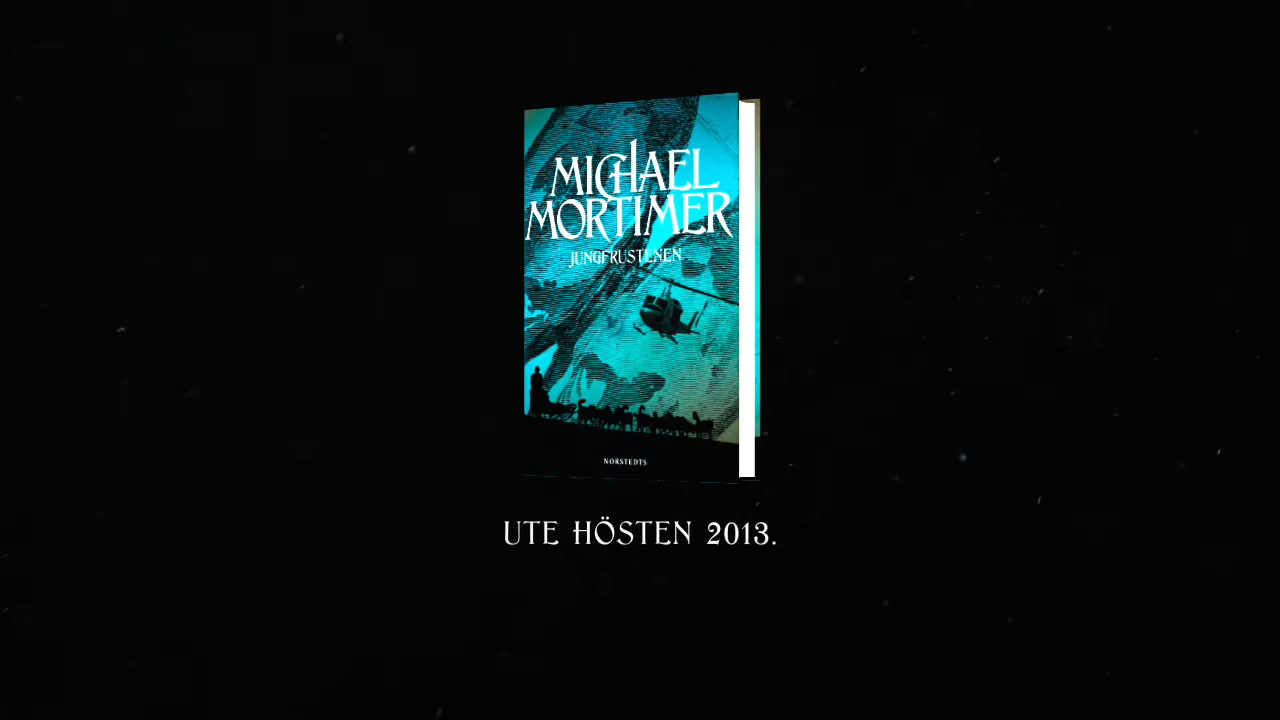 MICHAEL
MORTIMER
JUNGFRUSTENEN
NORSTEDTS
UTE HÖSTEN 2013.